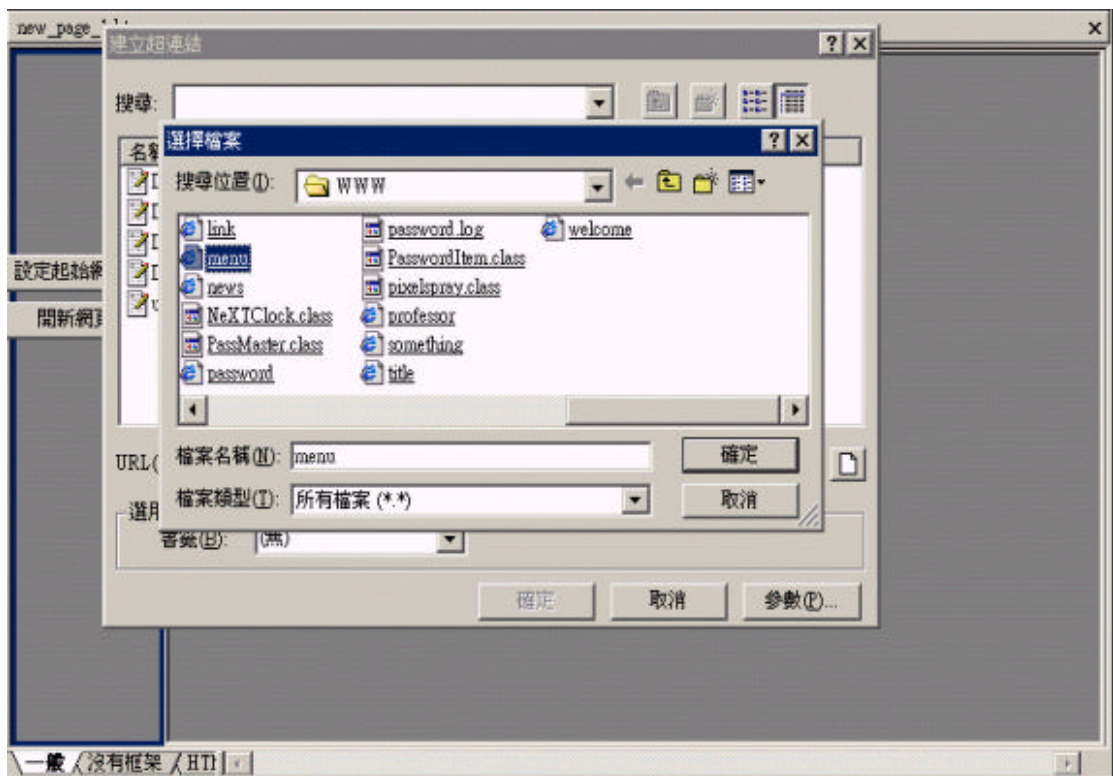 new_page_
建立超連結
搜尋:
名
選擇檔案
搜尋位置(I): WWW
link password.log welcome
menu PasswordItem.class
news pixelspray.class
NeXTClock.class professor
PassMaster.class something
password title
設定起始網
開新網頁
URL(
檔案名稱(N): menu 確定
檔案類型(T): 所有檔案 (*.*) 取消
選用
書籤(B): (無)
確定 取消 參數(P)...
一般 沒有框架